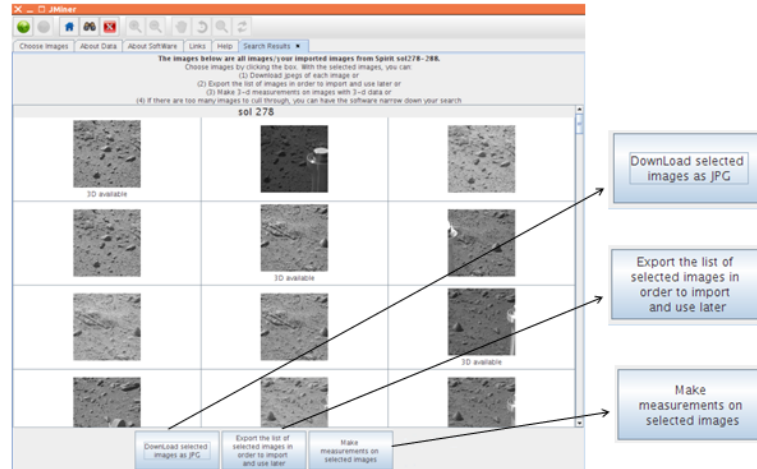 JMiner
Choose Images
About Data
About SoftWare
Links
Help
Search Results
The images below are all images/your imported images from Spirit sol278-288.
Choose images by clicking the box. With the selected images, you can:
(1) Download jpegs of each image or
(2) Export the list of images in order to import and use later or
(3) Make 3-d measurements on images with 3-d data or
(4) If there are too many images to cull through, you can have the software narrow down your search
sol 278
3D available
3D available
3D available
DownLoad selected
images as JPG
Export the list of
selected images in
order to import
and use later
Make
measurements on
selected images
DownLoad selected
images as JPG
Export the list of
selected images in
order to import
and use later
Make
measurements on
selected images